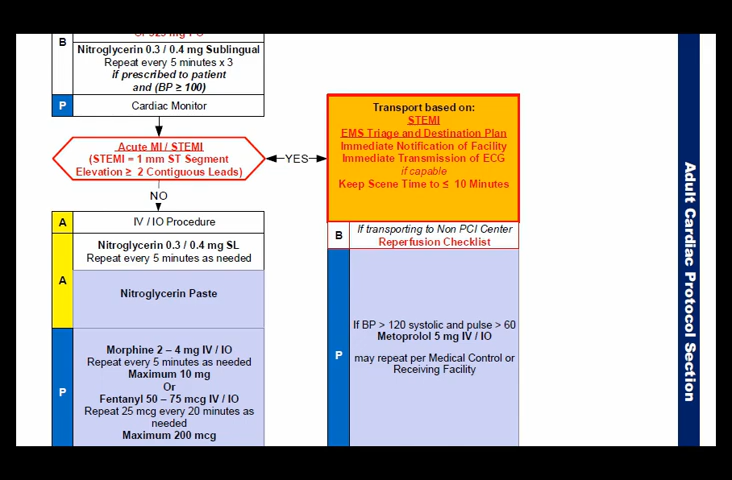 B
Nitroglycerin 0.3 / 0.4 mg Sublingual
Repeat every 5 minutes x 3
if prescribed to patient
and (BP ≥ 100)
P
Cardiac Monitor
Acute MI / STEMI
(STEMI = 1 mm ST Segment
Elevation ≥ 2 Contiguous Leads)
YES
NO
Transport based on:
STEMI
EMS Triage and Destination Plan
Immediate Notification of Facility
Immediate Transmission of ECG
if capable
Keep Scene Time to ≤ 10 Minutes
B
If transporting to Non PCI Center
Reperfusion Checklist
P
If BP > 120 systolic and pulse > 60
Metoprolol 5 mg IV / IO
may repeat per Medical Control or
Receiving Facility
A
IV / IO Procedure
A
Nitroglycerin 0.3 / 0.4 mg SL
Repeat every 5 minutes as needed
Nitroglycerin Paste
P
Morphine 2 – 4 mg IV / IO
Repeat every 5 minutes as needed
Maximum 10 mg
Or
Fentanyl 50 – 75 mcg IV / IO
Repeat 25 mcg every 20 minutes as
needed
Maximum 200 mcg
Adult Cardiac Protocol Section